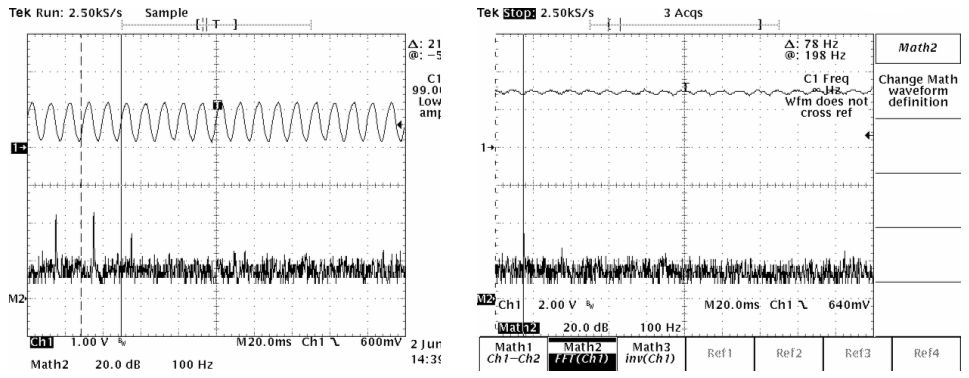 Tek Run: 2.50kS/s Sample
[ T ]
Δ: 21
@: -5
C1
99.0
Low
amp
T
1→
M2
Ch1 1.00 V BW M20.0ms Ch1 600mV
Math2 20.0 dB 100 Hz
2 Jun
14:39
Tek Stop: 2.50kS/s 3 Acqs
[ ]
Δ: 78 Hz
@: 198 Hz
C1 Freq
∞ Hz
Wfm does not
cross ref
T
1→
M2
Ch1 2.00 V BW M20.0ms Ch1 640mV
Math2 20.0 dB 100 Hz
Math2
Change Math
waveform
definition
Math1
Ch1−Ch2
Math2
FFT(Ch1)
Math3
inv(Ch1)
Ref1
Ref2
Ref3
Ref4